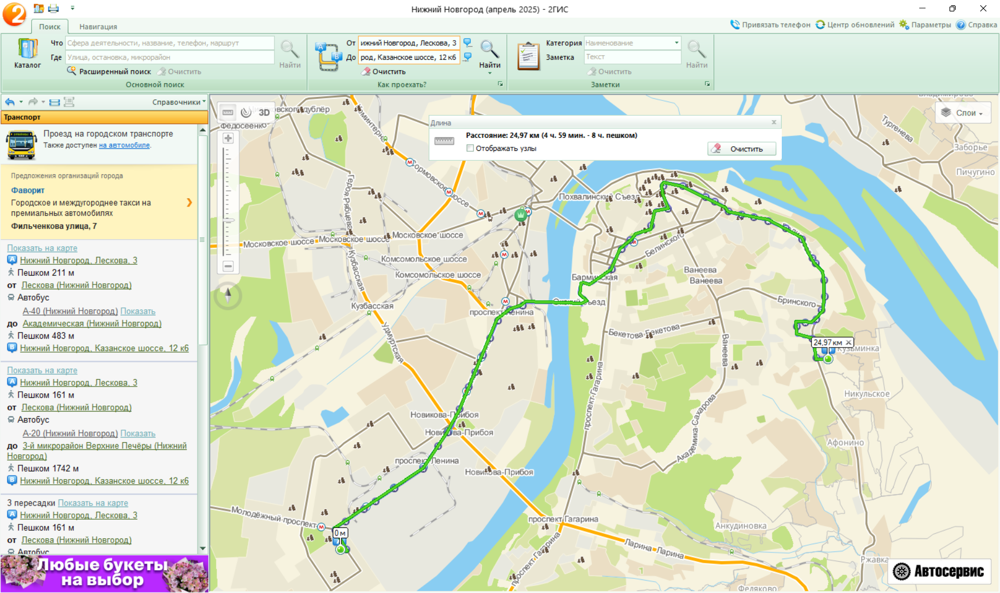 Нижний Новгород (апрель 2025) - 2ГИС
Поиск
Навигация
Привязать телефон
Центр обновлений
Параметры
Справка
Каталог
Что
Сфера деятельности, название, телефон, маршрут
Где
Улица, остановка, микрорайон
Расширенный поиск
Очистить
Найти
Основной поиск
От
ижний Новгород, Лескова, 3
До
род, Казанское шоссе, 12 к6
Очистить
Найти
Как проехать?
Категория
Наименование
Заметка
Текст
Очистить
Найти
Заметки
Справочники
Транспорт
Проезд на городском транспорте
Также доступен на автомобиле.
Предложения организаций города
Фаворит
Городское и междугороднее такси на
премиальных автомобилях
Фильченкова улица, 7
Показать на карте
A Нижний Новгород, Лескова, 3
Пешком 211 м
от Лескова (Нижний Новгород)
Автобус
А-40 (Нижний Новгород) Показать
до Академическая (Нижний Новгород)
Пешком 483 м
B Нижний Новгород, Казанское шоссе, 12 к6
Показать на карте
A Нижний Новгород, Лескова, 3
Пешком 161 м
от Лескова (Нижний Новгород)
Автобус
А-20 (Нижний Новгород) Показать
до 3-й микрорайон Верхние Печёры (Нижний
Новгород)
Пешком 1742 м
B Нижний Новгород, Казанское шоссе, 12 к6
3 пересадки Показать на карте
A Нижний Новгород, Лескова, 3
Пешком 161 м
от Лескова (Нижний Новгород)
Автобус
Любые букеты
на выбор
3D
Длина
Расстояние: 24,97 км (4 ч. 59 мин. - 8 ч. пешком)
Отображать узлы
Очистить
Слои
Федосеенко
Тургенева
Заборье
Пичугино
Сормовское шоссе
Героя Рябцева
Похвалинский Съезд
Московское шоссе
Московское шоссе
Московское шоссе
Комсомольское шоссе
Комсомольское шоссе
Кузбасская
Кузбасская
Белинского
Ванеева
Ванеева
Барминская
Окский съезд
Бринского
проспект Ленина
Бекетова
Бекетова
Ванеева
Удмуртская
24,97 км
Кузьминка
проспект Гагарина
Никульское
Новикова-Прибоя
Новикова-Прибоя
Академика Сахарова
Афонино
проспект Ленина
Новикова-Прибоя
Молодёжный проспект
0 м
проспект Гагарина
Анкудиновка
проспект Гагарина
Ларина
Ларина
Ржавка
Федяково
Автосервис